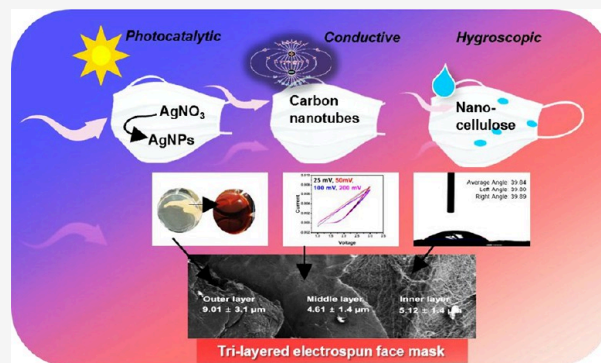 Photocatalytic
Conductive
Hygroscopic
AgNO3
AgNPs
Carbon
nanotubes
Nano-
cellulose
25 mV, 50mV,
100 mV, 200 mV
Current
Voltage
Average Angle 39.84
Left Angle 39.80
Right Angle 39.89
Outer layer
9.01 ± 3.1 µm
Middle layer
4.61 ± 1.4 µm
Inner layer
5.12 ± 1.4 µm
Tri-layered electrospun face mask